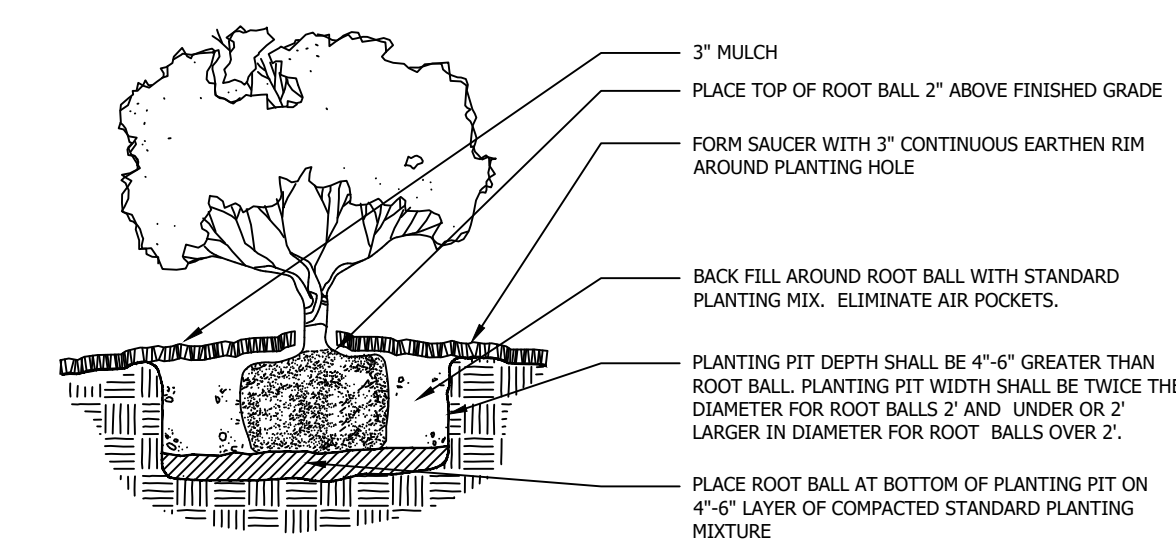 3" MULCH
PLACE TOP OF ROOT BALL 2" ABOVE FINISHED GRADE
FORM SAUCER WITH 3" CONTINUOUS EARTHEN RIM
AROUND PLANTING HOLE
BACK FILL AROUND ROOT BALL WITH STANDARD
PLANTING MIX. ELIMINATE AIR POCKETS.
PLANTING PIT DEPTH SHALL BE 4"-6" GREATER THAN
ROOT BALL. PLANTING PIT WIDTH SHALL BE TWICE THE
DIAMETER FOR ROOT BALLS 2' AND UNDER OR 2'
LARGER IN DIAMETER FOR ROOT BALLS OVER 2'.
PLACE ROOT BALL AT BOTTOM OF PLANTING PIT ON
4"-6" LAYER OF COMPACTED STANDARD PLANTING
MIXTURE